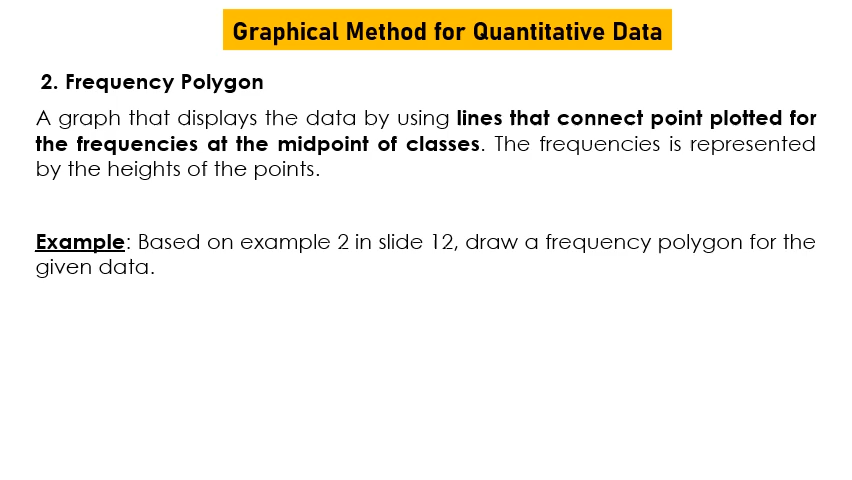 Graphical Method for Quantitative Data
2. Frequency Polygon
A graph that displays the data by using lines that connect point plotted for
the frequencies at the midpoint of classes. The frequencies is represented
by the heights of the points.
Example: Based on example 2 in slide 12, draw a frequency polygon for the
given data.